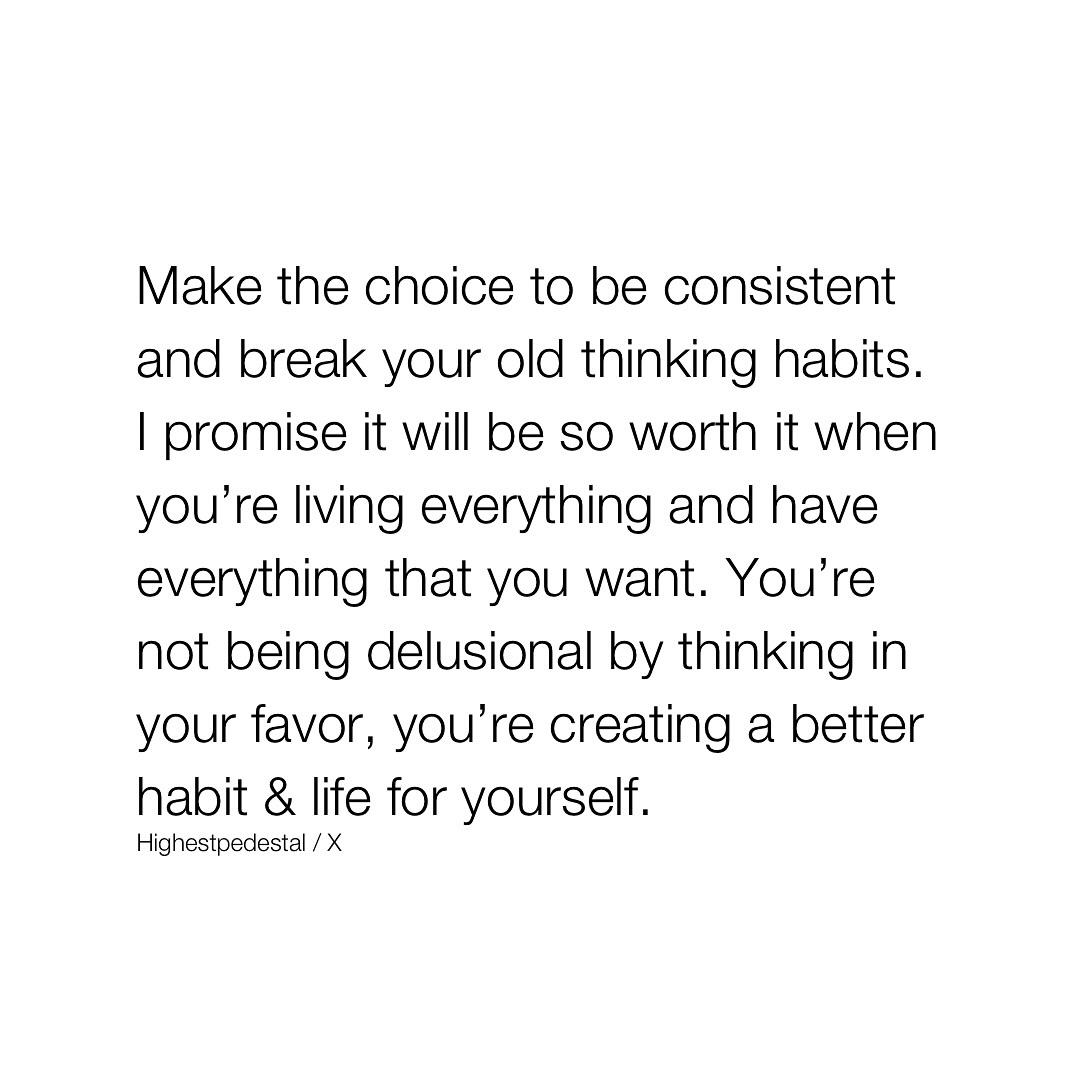 Make the choice to be consistent
and break your old thinking habits.
I promise it will be so worth it when
you’re living everything and have
everything that you want. You’re
not being delusional by thinking in
your favor, you’re creating a better
habit & life for yourself.
Highestpedestal / X